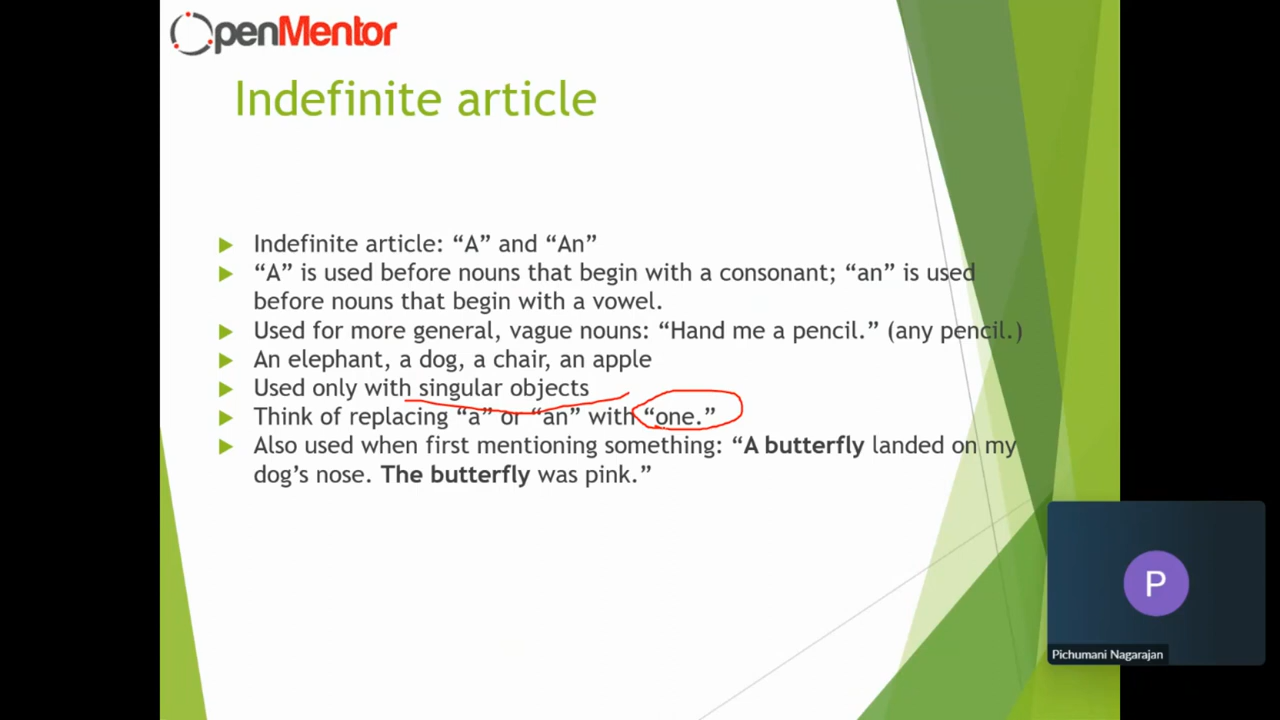 OpenMentor
Indefinite article
Indefinite article: “A” and “An”
“A” is used before nouns that begin with a consonant; “an” is used
before nouns that begin with a vowel.
Used for more general, vague nouns: “Hand me a pencil.” (any pencil.)
An elephant, a dog, a chair, an apple
Used only with singular objects
Think of replacing “a” or “an” with “one.”
Also used when first mentioning something: “A butterfly landed on my
dog’s nose. The butterfly was pink.”
P
Pichumani Nagarajan